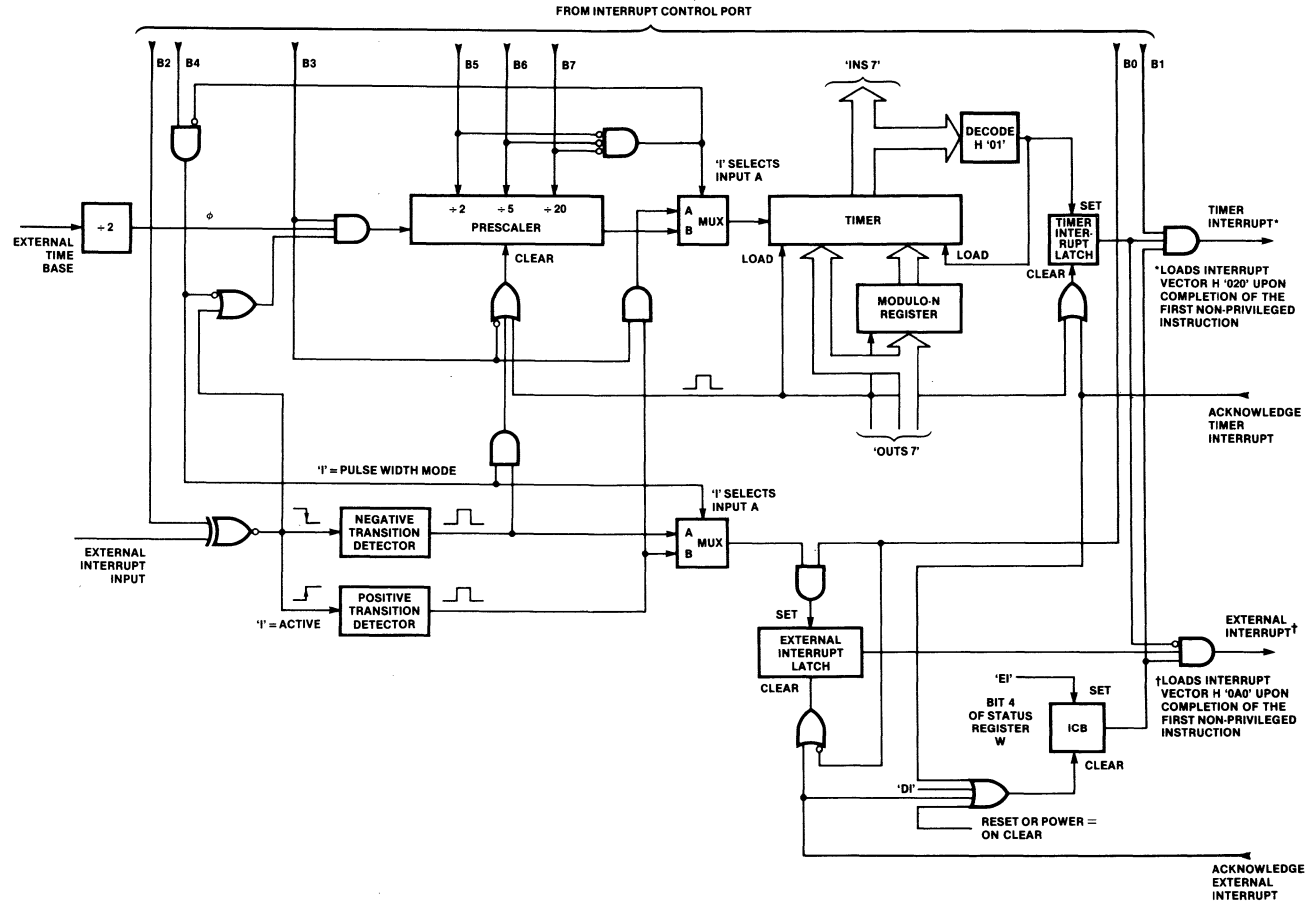 FROM INTERRUPT CONTROL PORT
B2
B4
B3
B5
B6
B7
B0
B1
'INS 7'
DECODE
H '01'
'I' SELECTS
INPUT A
÷ 2
ϕ
÷ 2
÷ 5
÷ 20
PRESCALER
A
B
MUX
TIMER
SET
TIMER
INTER-
RUPT
LATCH
TIMER
INTERRUPT*
EXTERNAL
TIME
BASE
CLEAR
LOAD
LOAD
CLEAR
*LOADS INTERRUPT
VECTOR H '020' UPON
COMPLETION OF THE
FIRST NON-PRIVILEGED
INSTRUCTION
MODULO-N
REGISTER
ACKNOWLEDGE
TIMER
INTERRUPT
'OUTS 7'
'I' = PULSE WIDTH MODE
'I' SELECTS
INPUT A
NEGATIVE
TRANSITION
DETECTOR
A
B
MUX
EXTERNAL
INTERRUPT
INPUT
POSITIVE
TRANSITION
DETECTOR
'I' = ACTIVE
SET
EXTERNAL
INTERRUPT
LATCH
CLEAR
EXTERNAL
INTERRUPT†
†LOADS INTERRUPT
VECTOR H '0A0' UPON
COMPLETION OF THE
FIRST NON-PRIVILEGED
INSTRUCTION
'EI'
SET
BIT 4
OF STATUS
REGISTER
W
ICB
CLEAR
'DI'
RESET OR POWER =
ON CLEAR
ACKNOWLEDGE
EXTERNAL
INTERRUPT